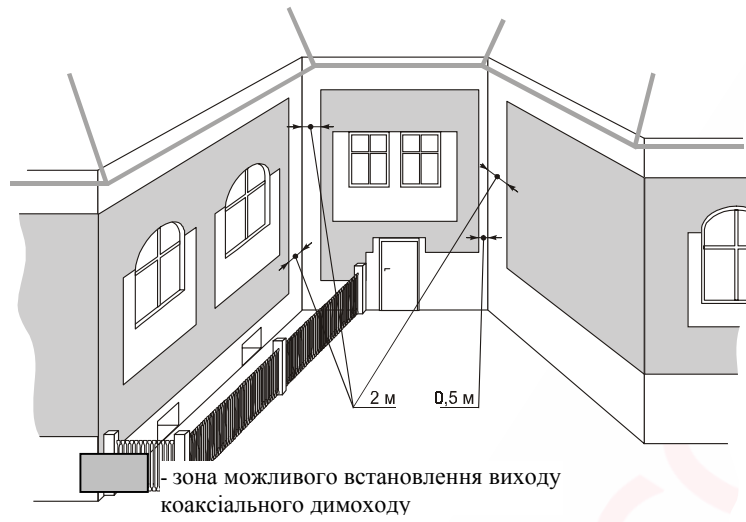 2 м 0,5 м
- зона можливого встановлення виходу
коаксіального димоходу